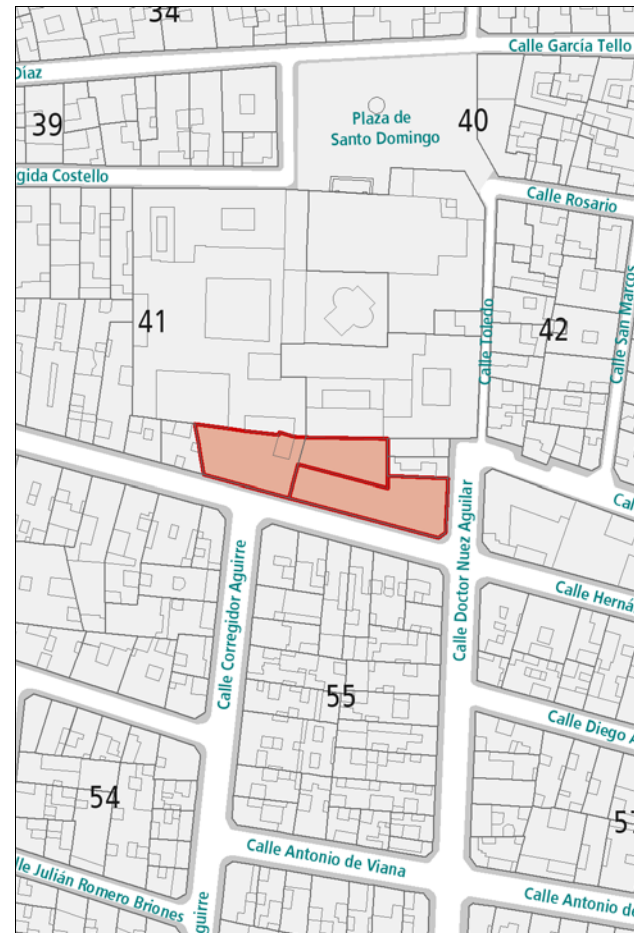 34
Calle García Tello
Díaz
39
Plaza de
Santo Domingo
40
gida Costello
Calle Rosario
41
Calle Toledo
42
Calle San Marcos
Cal
Calle Doctor Nuez Aguilar
Calle Corregidor Aguirre
Calle Herná
55
Calle Diego A
54
57
Calle Antonio de Viana
lle Julián Romero Briones
guirre
Calle Antonio de